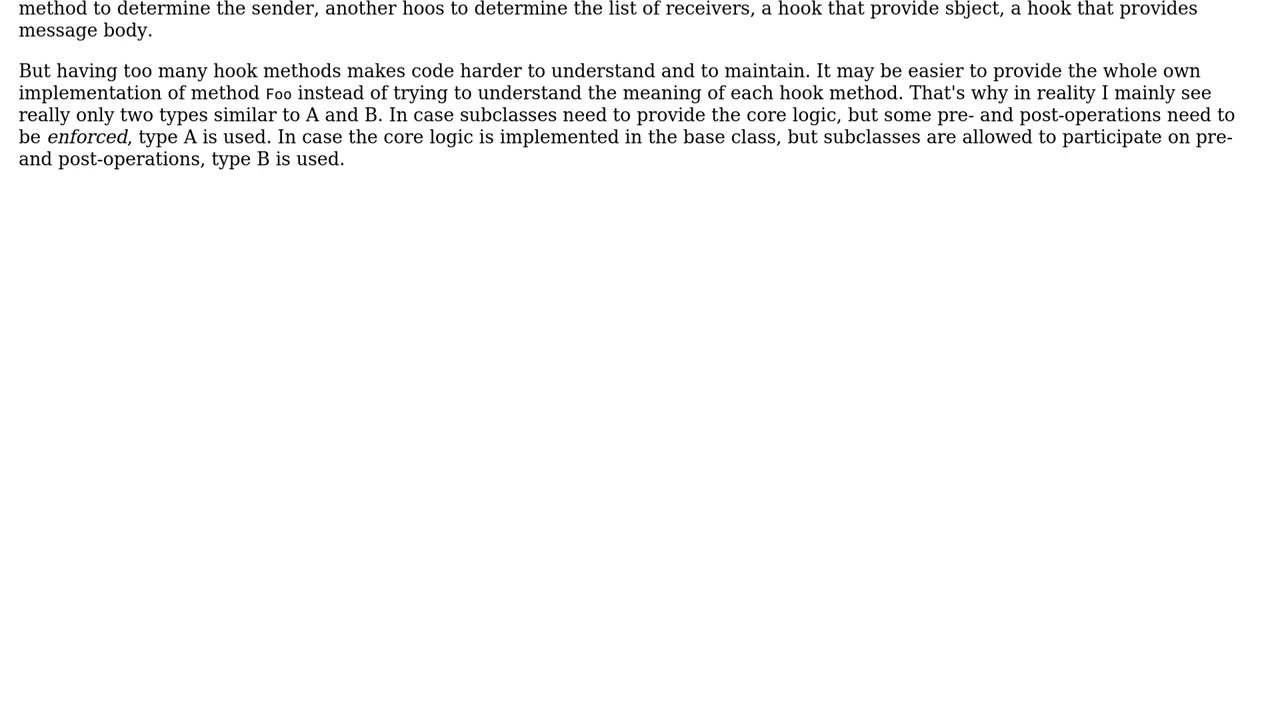 method to determine the sender, another hoos to determine the list of receivers, a hook that provide sbject, a hook that provides
message body.
But having too many hook methods makes code harder to understand and to maintain. It may be easier to provide the whole own
implementation of method Foo instead of trying to understand the meaning of each hook method. That's why in reality I mainly see
really only two types similar to A and B. In case subclasses need to provide the core logic, but some pre- and post-operations need to
be enforced, type A is used. In case the core logic is implemented in the base class, but subclasses are allowed to participate on pre-
and post-operations, type B is used.